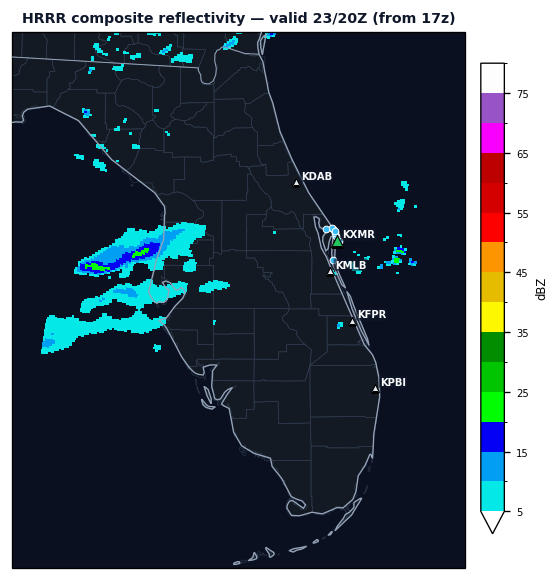 HRRR composite reflectivity — valid 23/20Z (from 17z)
KDAB
KXMR
KMLB
KFPR
KPBI
75
65
55
45
35
25
15
5
dBZ